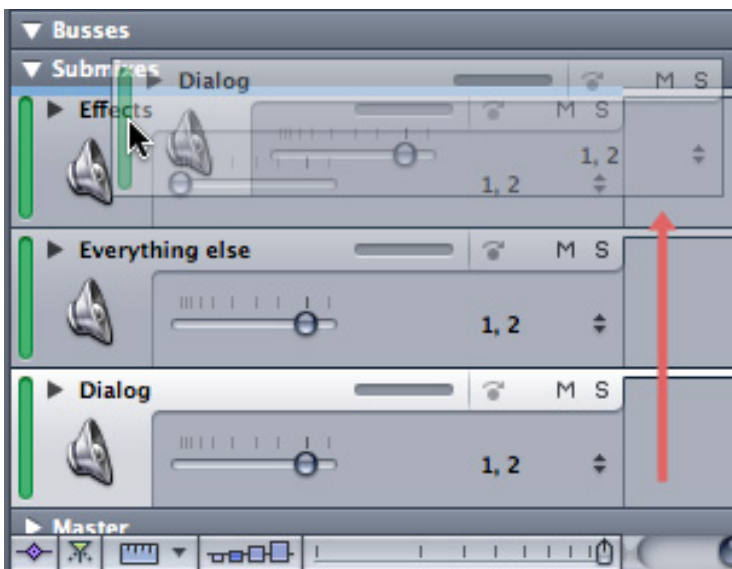 Busses
Submixes
Dialog M S
Effects M S
1, 2
1, 2
Everything else M S
1, 2
Dialog M S
1, 2
Master